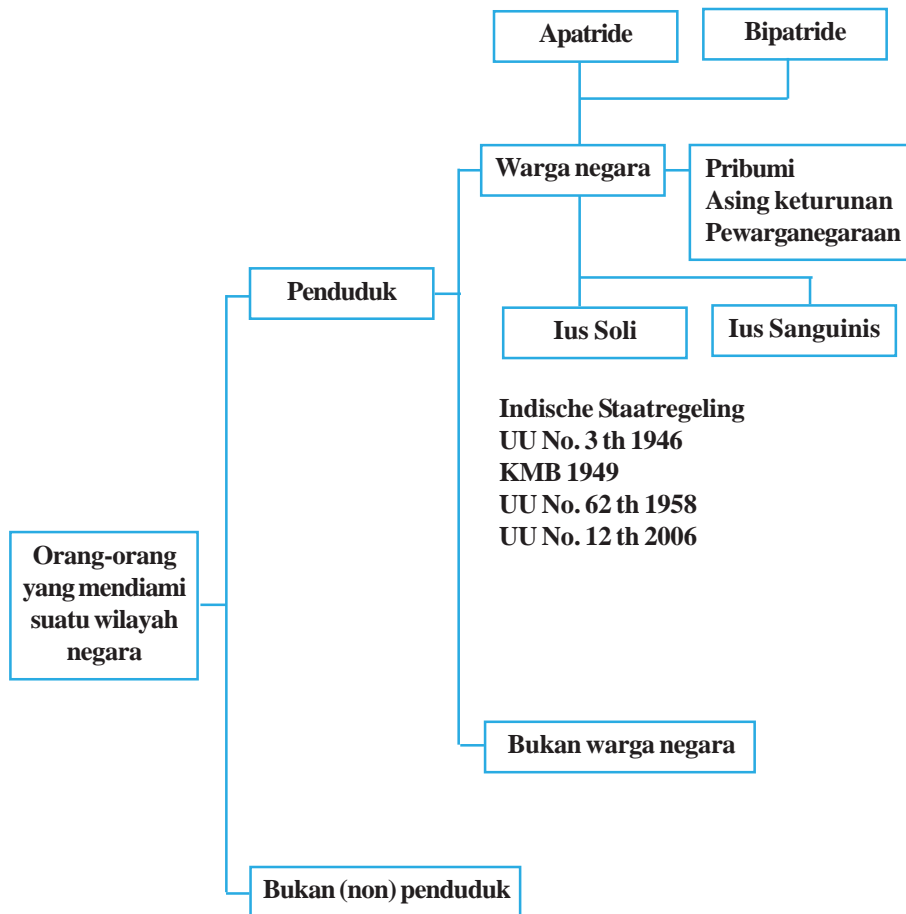 Apatride
Bipatride
Warga negara
Pribumi
Asing keturunan
Pewarganegaraan
Penduduk
Ius Soli
Ius Sanguinis
Indische Staatregeling
UU No. 3 th 1946
KMB 1949
UU No. 62 th 1958
UU No. 12 th 2006
Orang-orang
yang mendiami
suatu wilayah
negara
Bukan warga negara
Bukan (non) penduduk